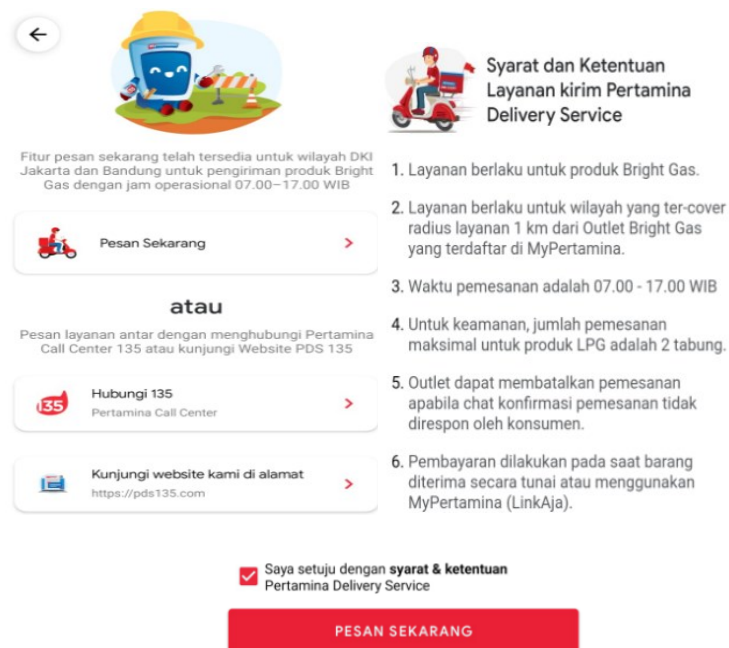 Fitur pesan sekarang telah tersedia untuk wilayah DKI
Jakarta dan Bandung untuk pengiriman produk Bright
Gas dengan jam operasional 07.00–17.00 WIB
Pesan Sekarang
atau
Pesan layanan antar dengan menghubungi Pertamina
Call Center 135 atau kunjungi Website PDS 135
135
Hubungi 135
Pertamina Call Center
Kunjungi website kami di alamat
https://pds135.com
Syarat dan Ketentuan
Layanan kirim Pertamina
Delivery Service
1. Layanan berlaku untuk produk Bright Gas.
2. Layanan berlaku untuk wilayah yang ter-cover
radius layanan 1 km dari Outlet Bright Gas
yang terdaftar di MyPertamina.
3. Waktu pemesanan adalah 07.00 - 17.00 WIB
4. Untuk keamanan, jumlah pemesanan
maksimal untuk produk LPG adalah 2 tabung.
5. Outlet dapat membatalkan pemesanan
apabila chat konfirmasi pemesanan tidak
direspon oleh konsumen.
6. Pembayaran dilakukan pada saat barang
diterima secara tunai atau menggunakan
MyPertamina (LinkAja).
Saya setuju dengan syarat & ketentuan
Pertamina Delivery Service
PESAN SEKARANG